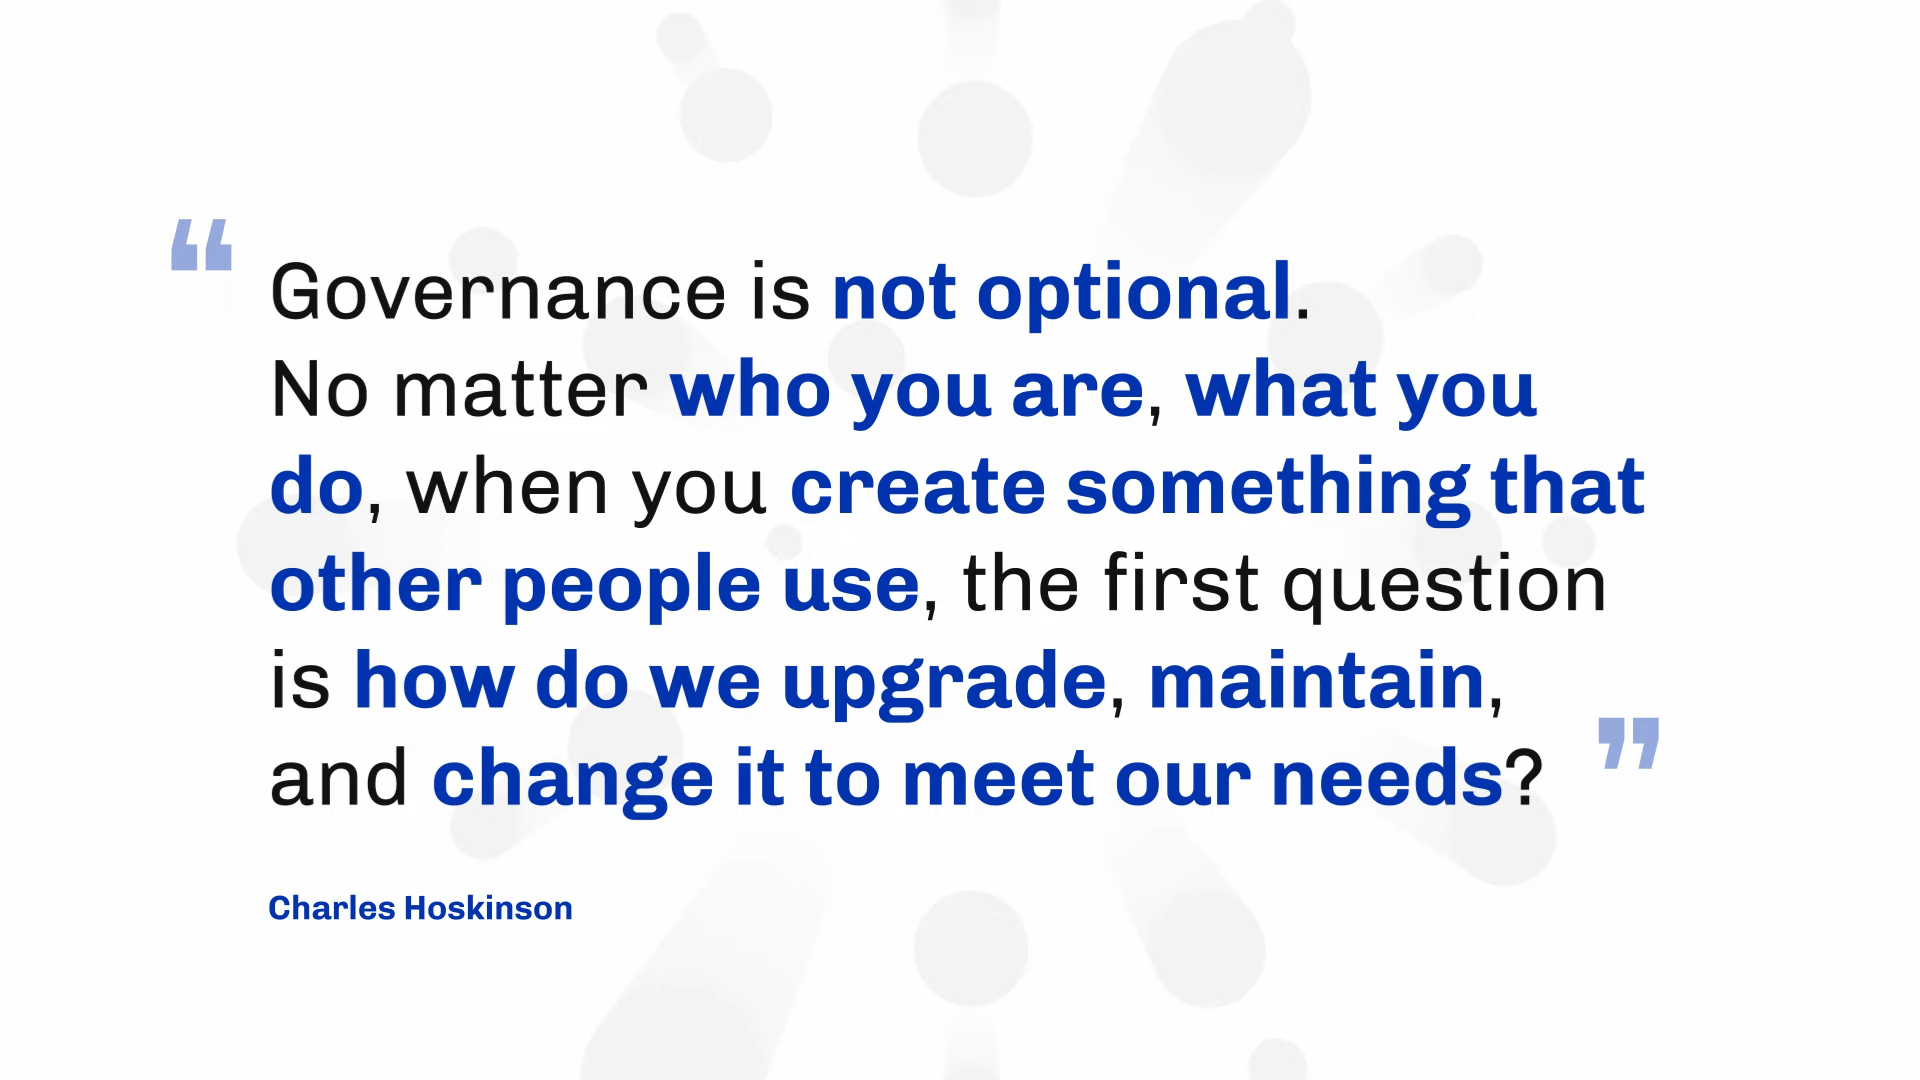 “
Governance is not optional.
No matter who you are, what you
do, when you create something that
other people use, the first question
is how do we upgrade, maintain,
and change it to meet our needs? ”
Charles Hoskinson